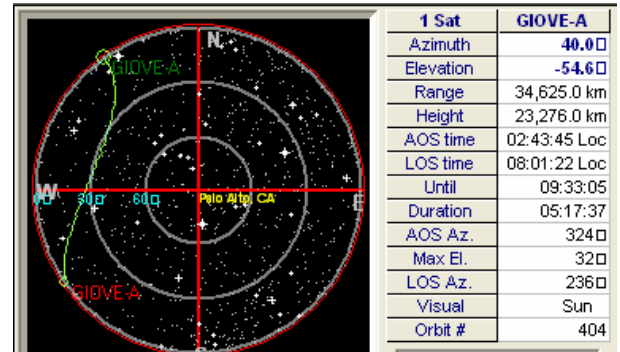 N
GIOVE-A
W
0□ 30□ 60□
Palo Alto, CA
E
GIOVE-A
1 Sat GIOVE-A
Azimuth 40.0□
Elevation -54.6□
Range 34,625.0 km
Height 23,276.0 km
AOS time 02:43:45 Loc
LOS time 08:01:22 Loc
Until 09:33:05
Duration 05:17:37
AOS Az. 324□
Max El. 32□
LOS Az. 236□
Visual Sun
Orbit # 404